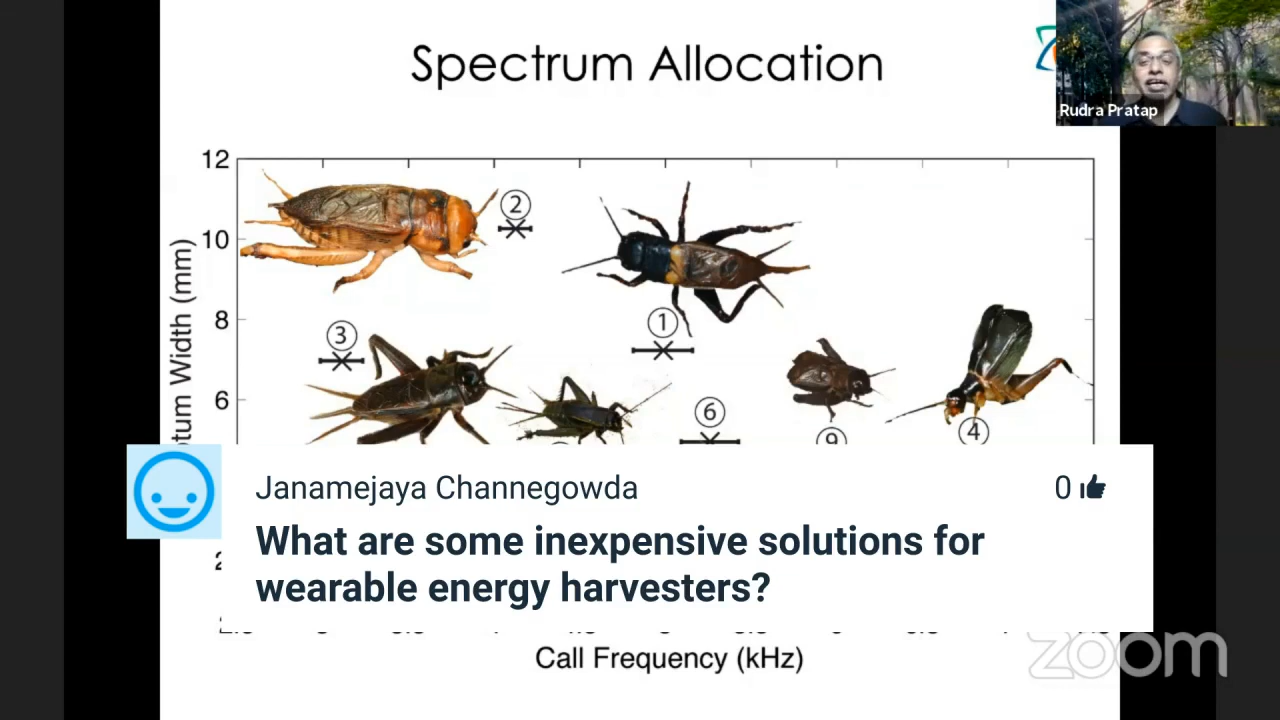 Spectrum Allocation
Rudra Pratap
12
10
8
6
Width (mm)
2
1
3
6
9
4
Janamejaya Channegowda
0
What are some inexpensive solutions for
wearable energy harvesters?
Call Frequency (kHz)
zoom